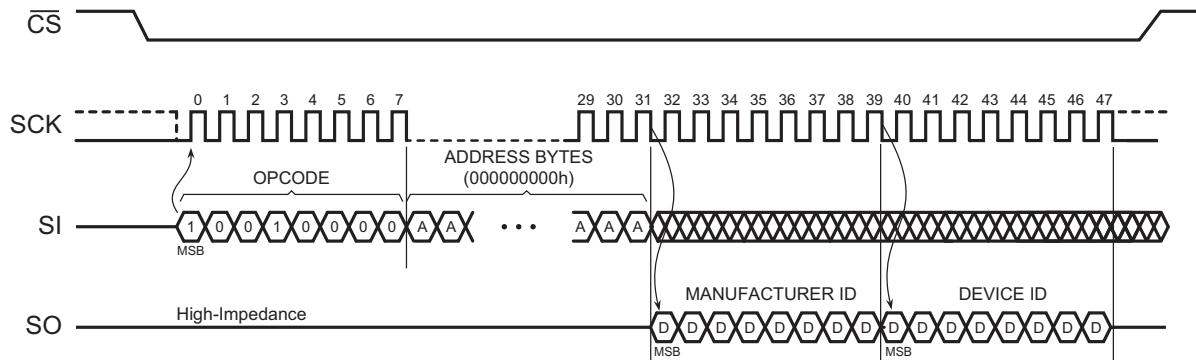 CS
0 1 2 3 4 5 6 7 29 30 31 32 33 34 35 36 37 38 39 40 41 42 43 44 45 46 47
SCK
OPCODE
ADDRESS BYTES
(000000000h)
SI
1 0 0 1 0 0 0 0 A A • • • A A A
MSB
MANUFACTURER ID
DEVICE ID
High-Impedance
SO
D D D D D D D D D D D D D D D D
MSB
MSB